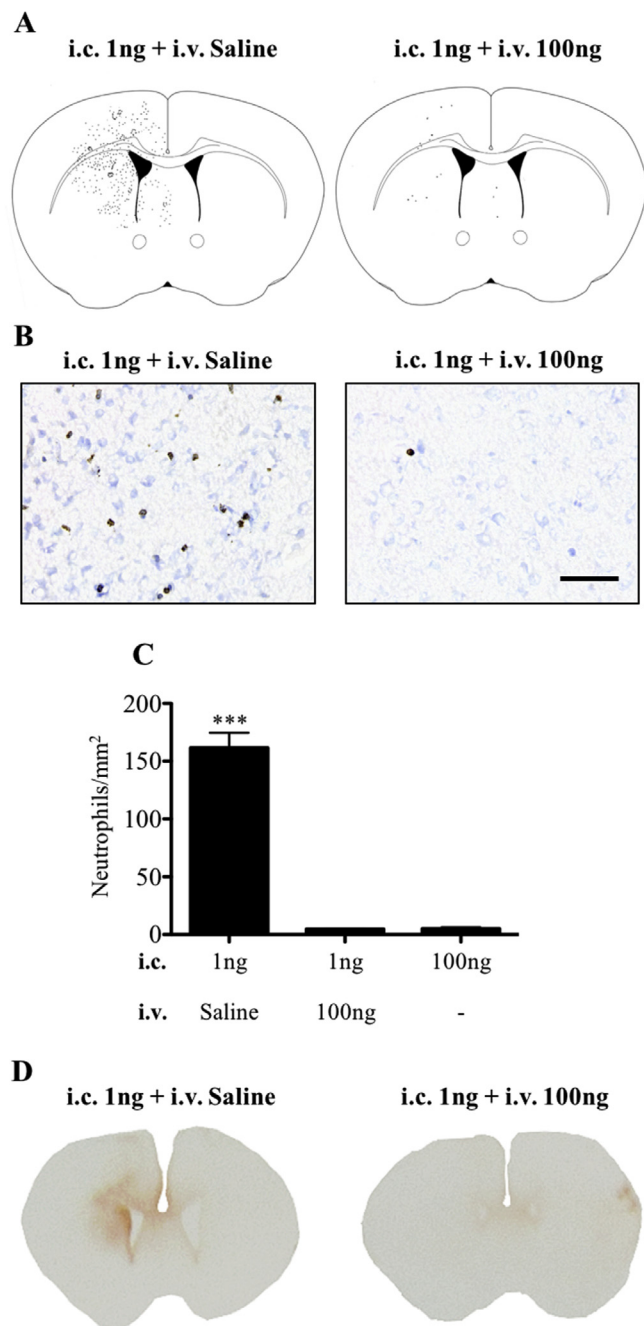 A
i.c. 1ng + i.v. Saline
i.c. 1ng + i.v. 100ng
B
i.c. 1ng + i.v. Saline
i.c. 1ng + i.v. 100ng
C
200
150
100
50
0
Neutrophils/mm²
***
i.c. 1ng 1ng 100ng
i.v. Saline 100ng -
D
i.c. 1ng + i.v. Saline
i.c. 1ng + i.v. 100ng